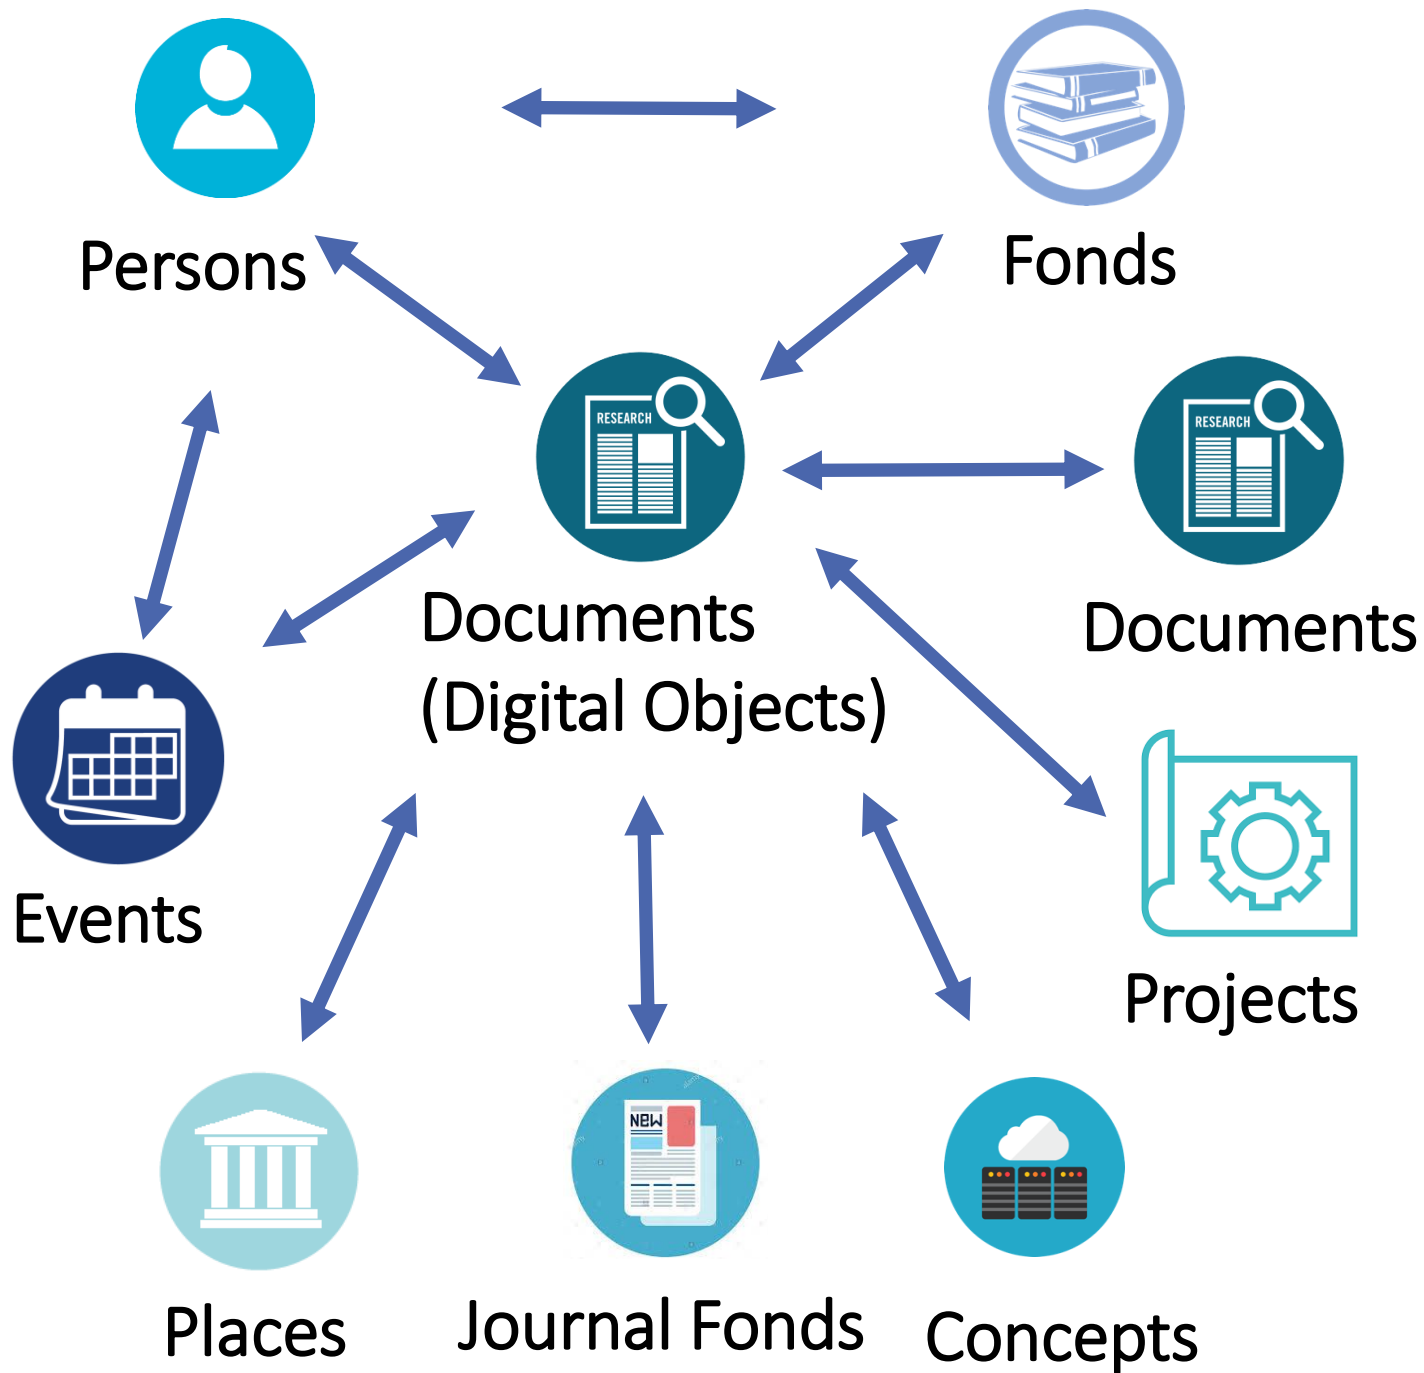 Persons
Fonds
RESEARCH
RESEARCH
Documents
(Digital Objects)
Documents
Events
Projects
NEW
Places
Journal Fonds
Concepts